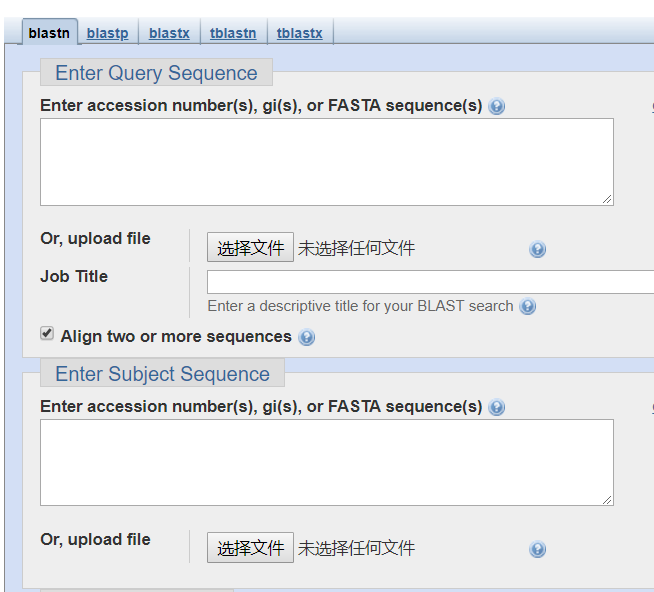 blastn blastp blastx tblastn tblastx
Enter Query Sequence
Enter accession number(s), gi(s), or FASTA sequence(s)
Or, upload file
选择文件 未选择任何文件
Job Title
Enter a descriptive title for your BLAST search
Align two or more sequences
Enter Subject Sequence
Enter accession number(s), gi(s), or FASTA sequence(s)
Or, upload file
选择文件 未选择任何文件